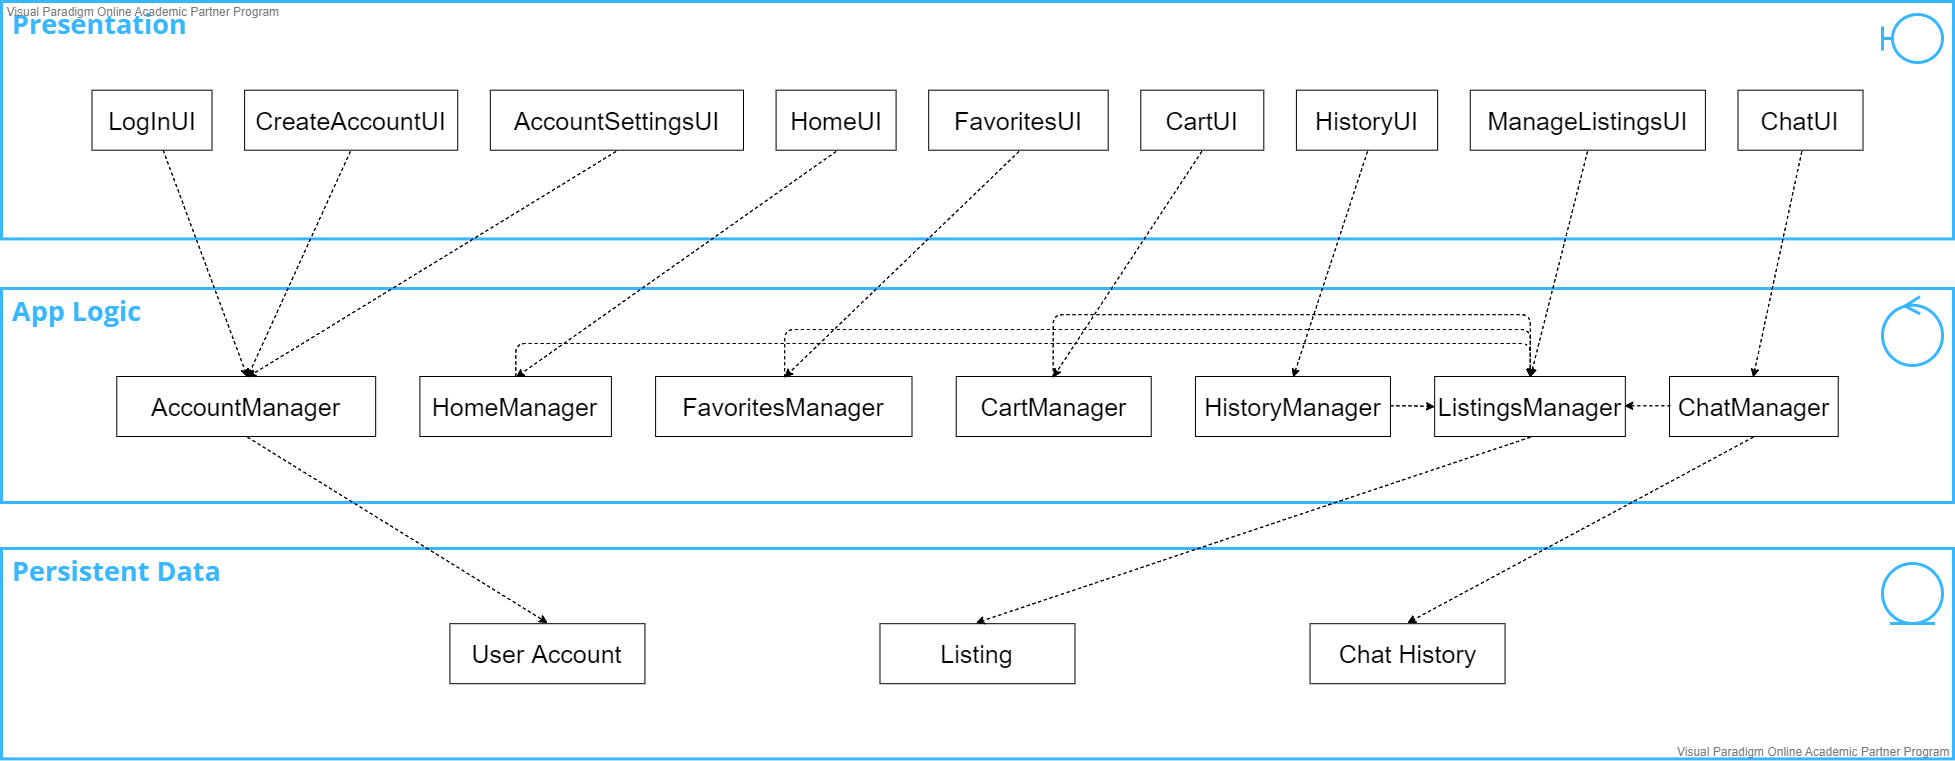 Visual Paradigm Online Academic Partner Program
Presentation
LogInUI
CreateAccountUI
AccountSettingsUI
HomeUI
FavoritesUI
CartUI
HistoryUI
ManageListingsUI
ChatUI
App Logic
AccountManager
HomeManager
FavoritesManager
CartManager
HistoryManager
ListingsManager
ChatManager
Persistent Data
User Account
Listing
Chat History
Visual Paradigm Online Academic Partner Program